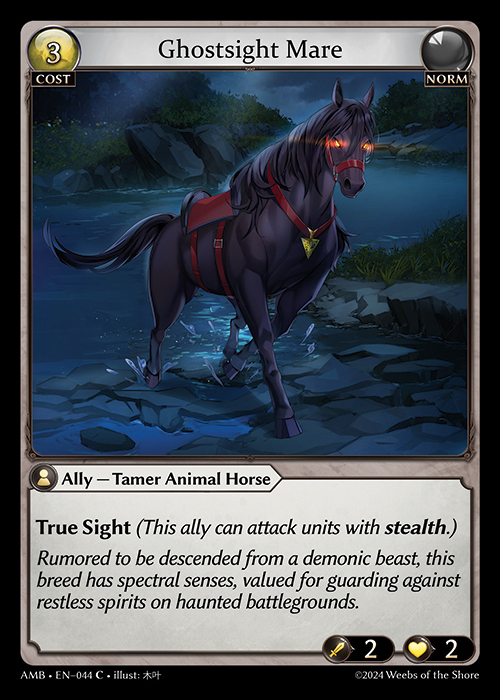 3
Ghostsight Mare
COST
NORM
Ally — Tamer Animal Horse
True Sight (This ally can attack units with stealth.)
Rumored to be descended from a demonic beast, this
breed has spectral senses, valued for guarding against
restless spirits on haunted battlegrounds.
2
2
AMB • EN–044 C • illust: 木叶
©2024 Weebs of the Shore